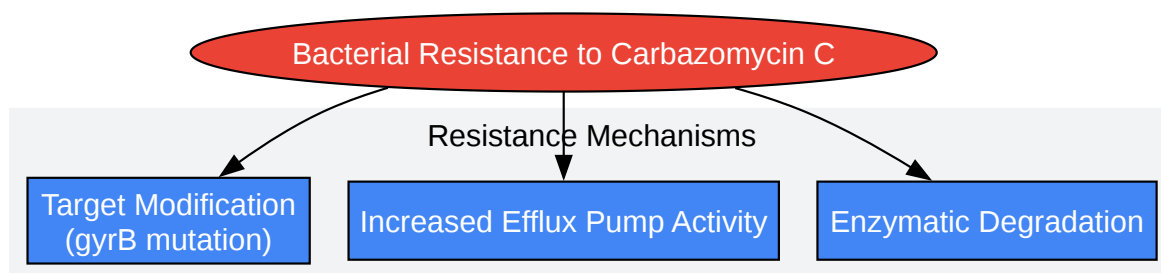 Bacterial Resistance to Carbazomycin C
Resistance Mechanisms
Target Modification
(gyrB mutation)
Increased Efflux Pump Activity
Enzymatic Degradation